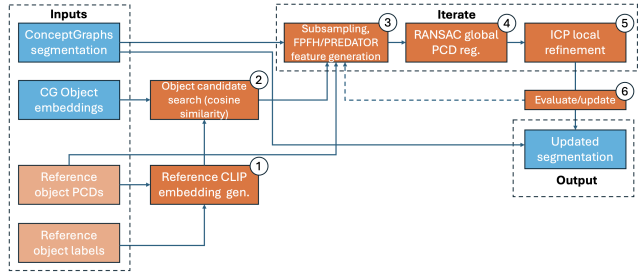 Inputs
ConceptGraphs
segmentation
CG Object
embeddings
Reference
object PCDs
Reference
object labels
1
Reference CLIP
embedding gen.
2
Object candidate
search (cosine
similarity)
Iterate
3
Subsampling,
FPFH/PREDATOR
feature generation
4
RANSAC global
PCD reg.
5
ICP local
refinement
6
Evaluate/update
Updated
segmentation
Output